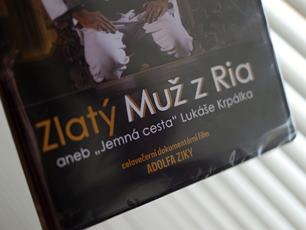 Zlatý Muž z Ria
aneb „Jemná cesta“ Lukáše Krpálka
celovečerní dokumentární film
ADOLFA ZIKY